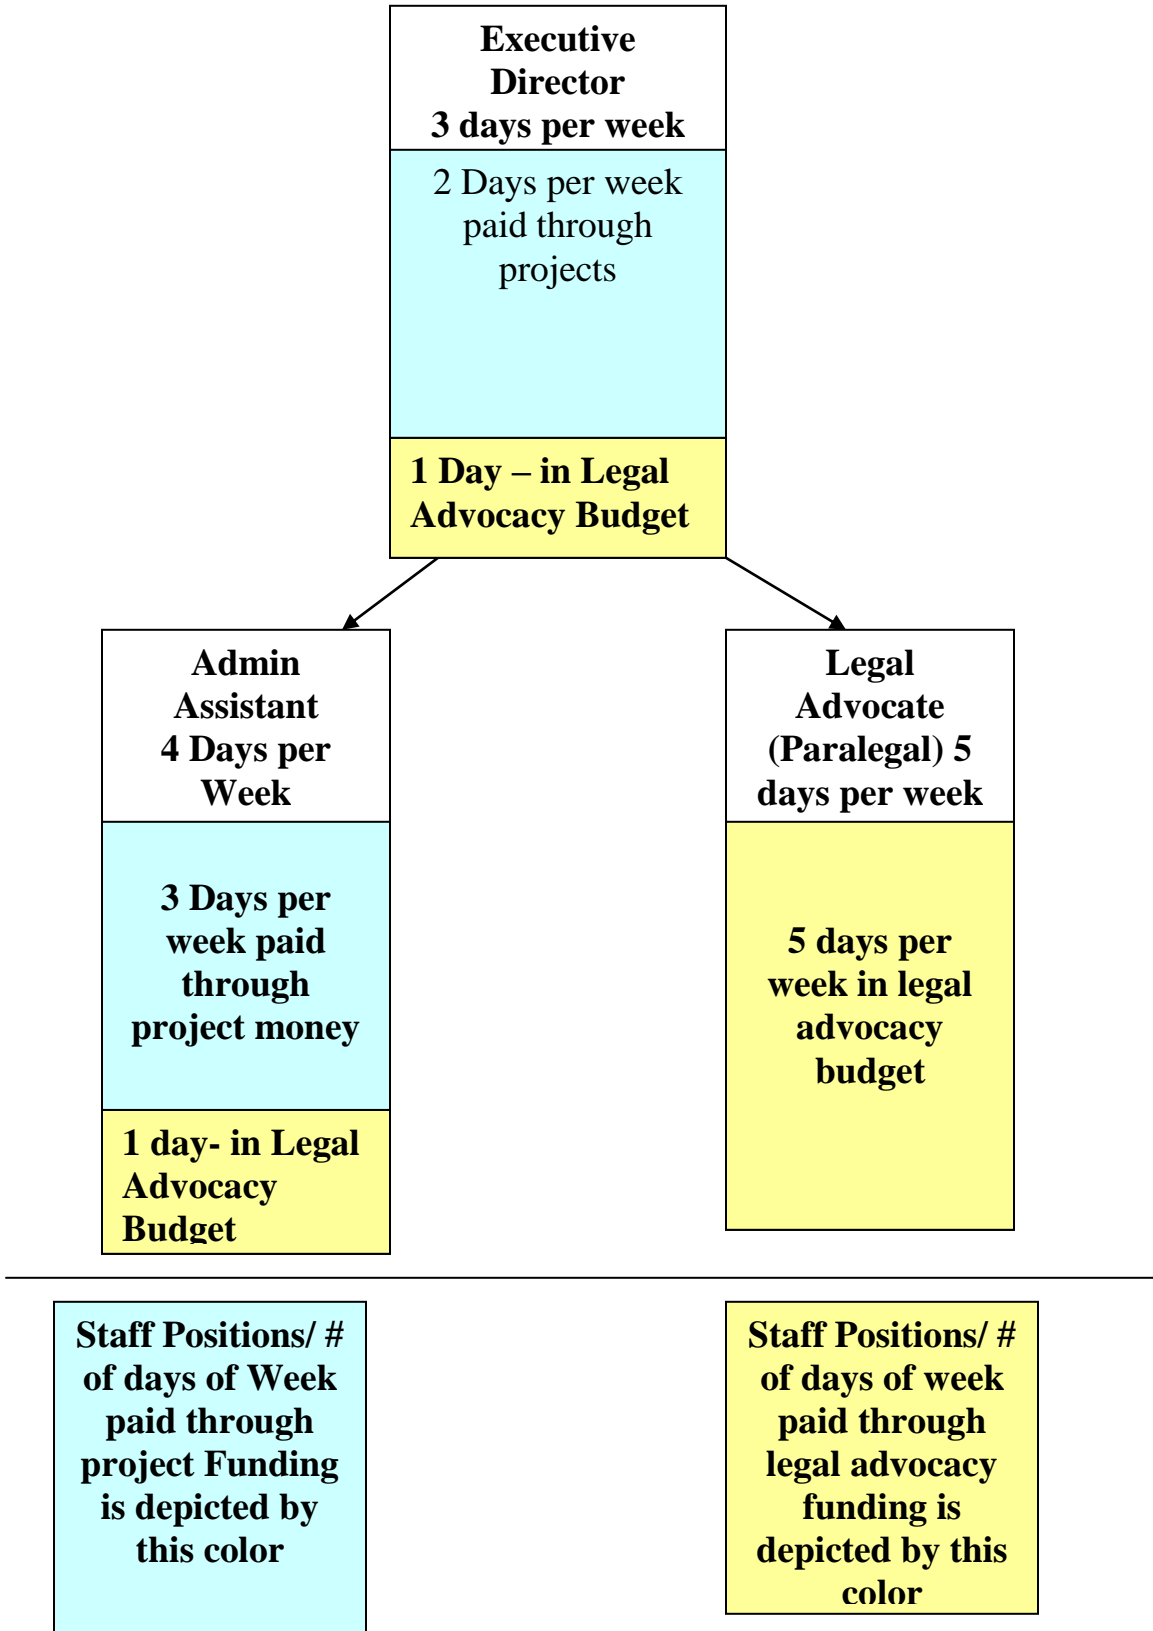 Executive
Director
3 days per week
2 Days per week
paid through
projects
1 Day – in Legal
Advocacy Budget
Admin
Assistant
4 Days per
Week
3 Days per
week paid
through
project money
1 day- in Legal
Advocacy
Budget
Legal
Advocate
(Paralegal) 5
days per week
5 days per
week in legal
advocacy
budget
Staff Positions/ #
of days of Week
paid through
project Funding
is depicted by
this color
Staff Positions/ #
of days of week
paid through
legal advocacy
funding is
depicted by this
color